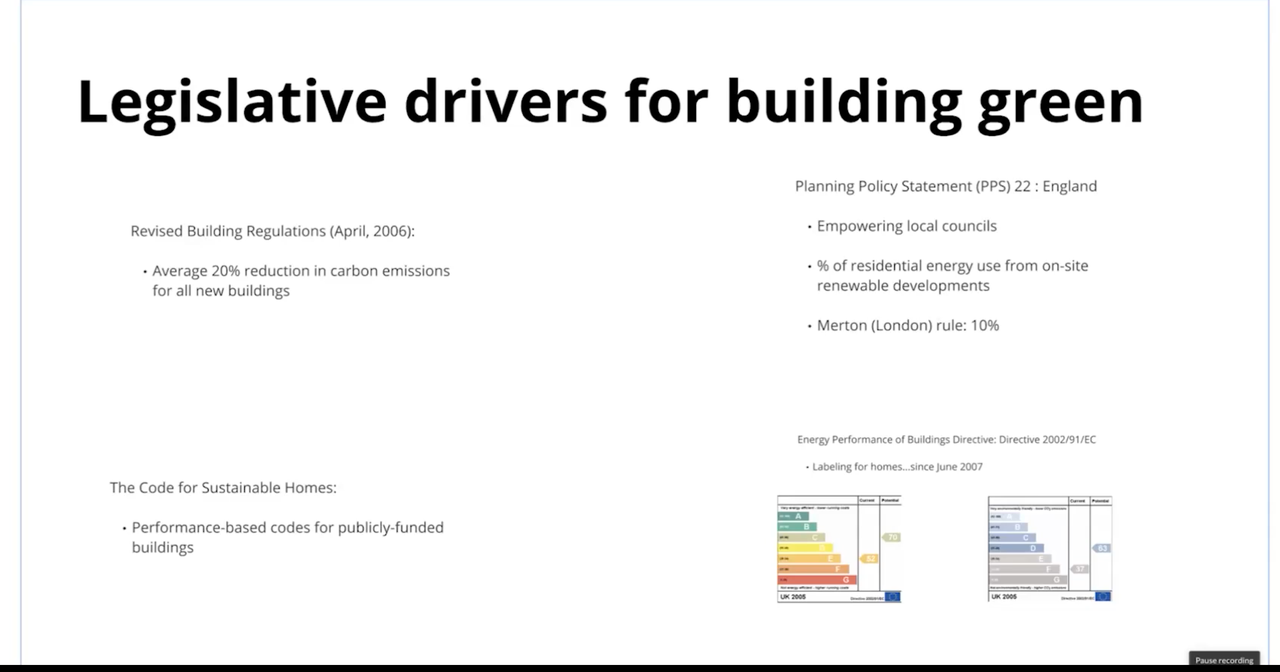 Legislative drivers for building green
Revised Building Regulations (April, 2006):
• Average 20% reduction in carbon emissions
for all new buildings
Planning Policy Statement (PPS) 22 : England
• Empowering local councils
• % of residential energy use from on-site
renewable developments
• Merton (London) rule: 10%
The Code for Sustainable Homes:
• Performance-based codes for publicly-funded
buildings
Energy Performance of Buildings Directive: Directive 2002/91/EC
• Labeling for homes...since June 2007
Current Potential
A
B
C
70
E
F
G
UK 2005
Current Potential
B
C
D
63
E
F
37
G
UK 2005
Pause recording